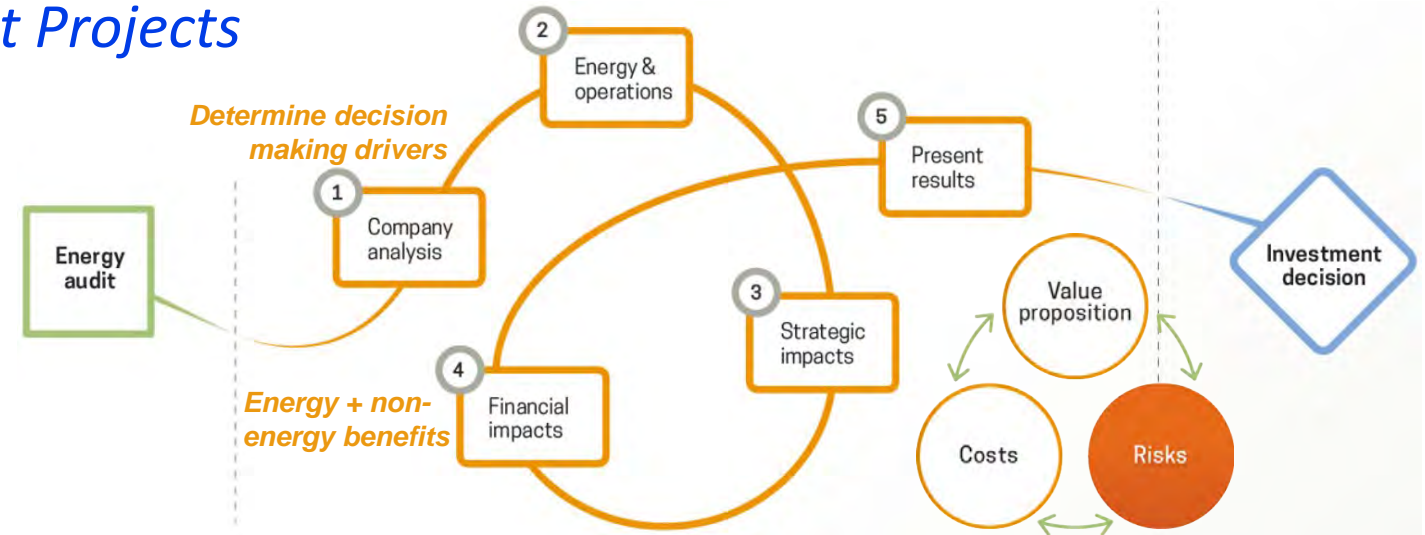 t Projects
Determine decision
making drivers
Energy
audit
1
Company
analysis
2
Energy &
operations
3
Strategic
impacts
4
Financial
impacts
Energy + non-
energy benefits
5
Present
results
Investment
decision
Value
proposition
Costs
Risks